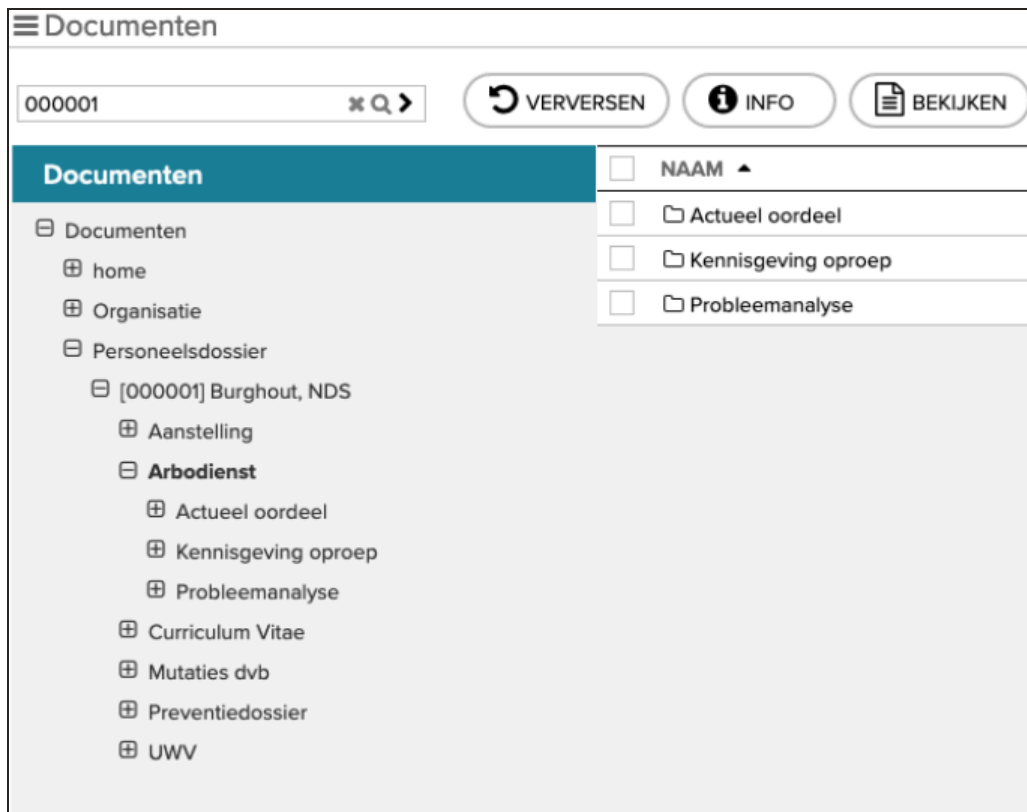 Documenten
000001
VERVERSEN
INFO
BEKIJKEN
Documenten
Documenten
home
Organisatie
Personeelsdossier
[000001] Burghout, NDS
Aanstelling
Arbodienst
Actueel oordeel
Kennisgeving oproep
Probleemanalyse
Curriculum Vitae
Mutaties dvb
Preventiedossier
UWV
NAAM
Actueel oordeel
Kennisgeving oproep
Probleemanalyse